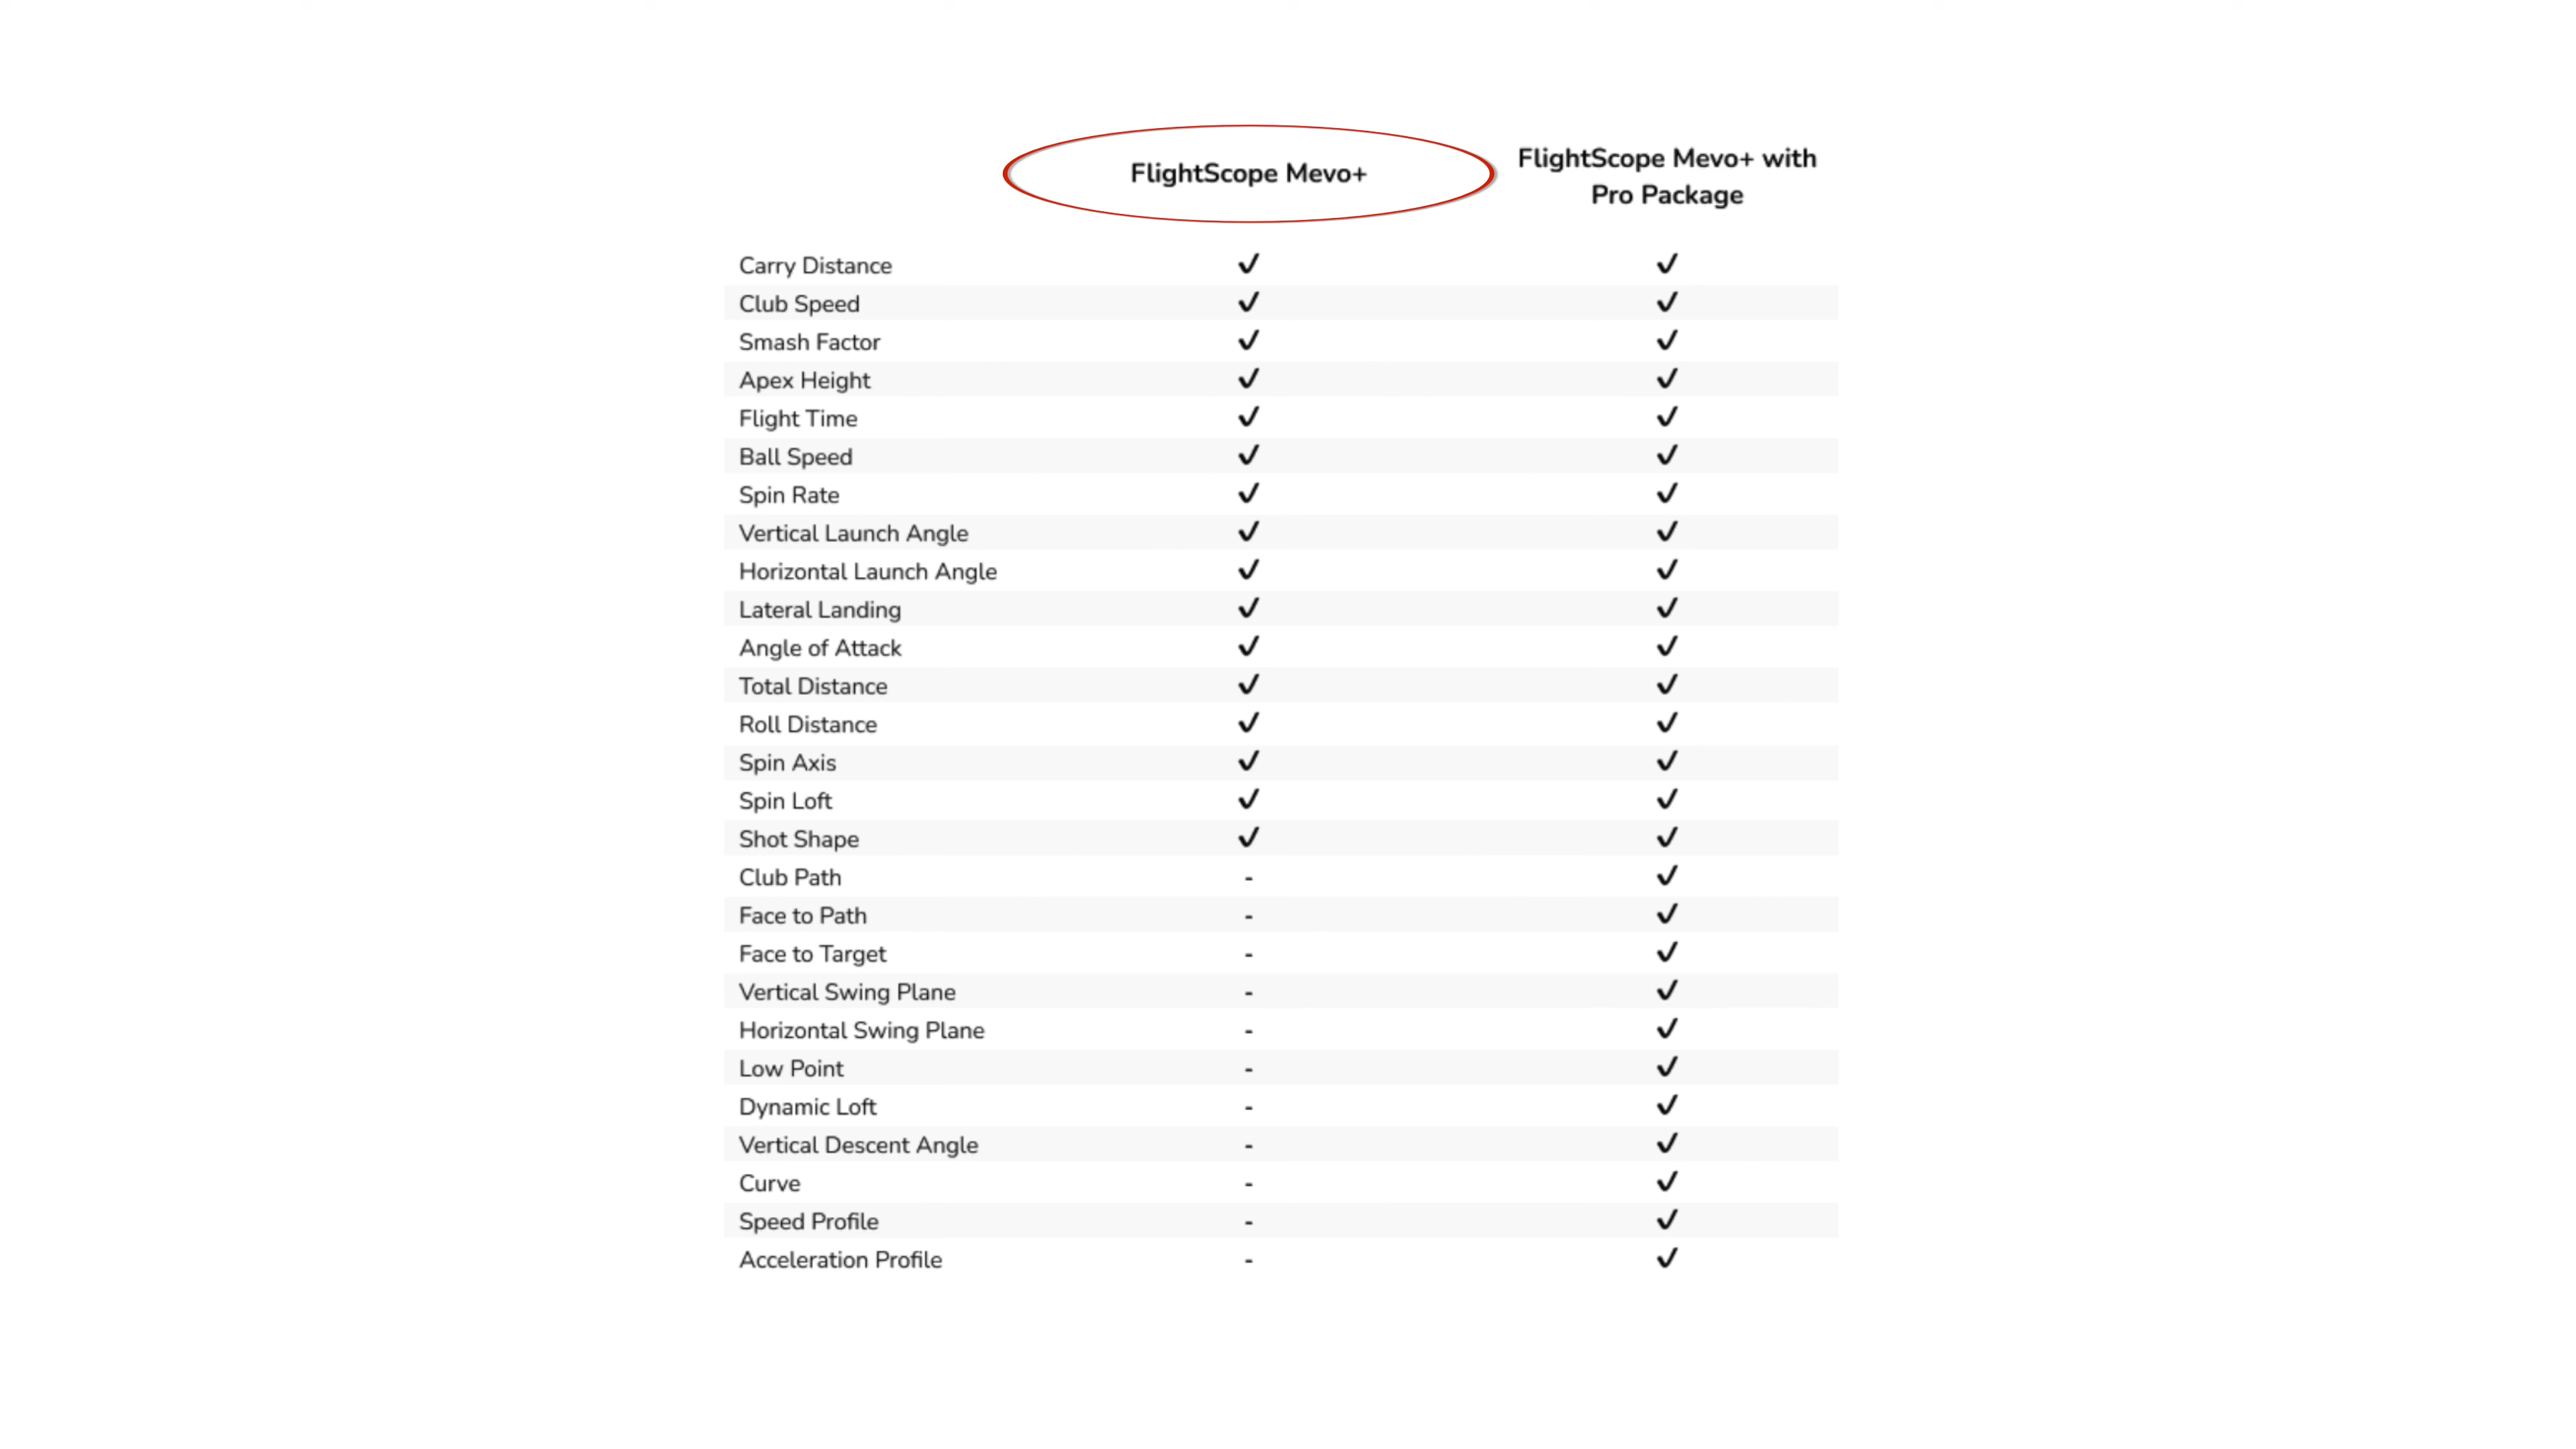 FlightScope Mevo+
FlightScope Mevo+ with
Pro Package
Carry Distance ✓ ✓
Club Speed ✓ ✓
Smash Factor ✓ ✓
Apex Height ✓ ✓
Flight Time ✓ ✓
Ball Speed ✓ ✓
Spin Rate ✓ ✓
Vertical Launch Angle ✓ ✓
Horizontal Launch Angle ✓ ✓
Lateral Landing ✓ ✓
Angle of Attack ✓ ✓
Total Distance ✓ ✓
Roll Distance ✓ ✓
Spin Axis ✓ ✓
Spin Loft ✓ ✓
Shot Shape ✓ ✓
Club Path - ✓
Face to Path - ✓
Face to Target - ✓
Vertical Swing Plane - ✓
Horizontal Swing Plane - ✓
Low Point - ✓
Dynamic Loft - ✓
Vertical Descent Angle - ✓
Curve - ✓
Speed Profile - ✓
Acceleration Profile - ✓